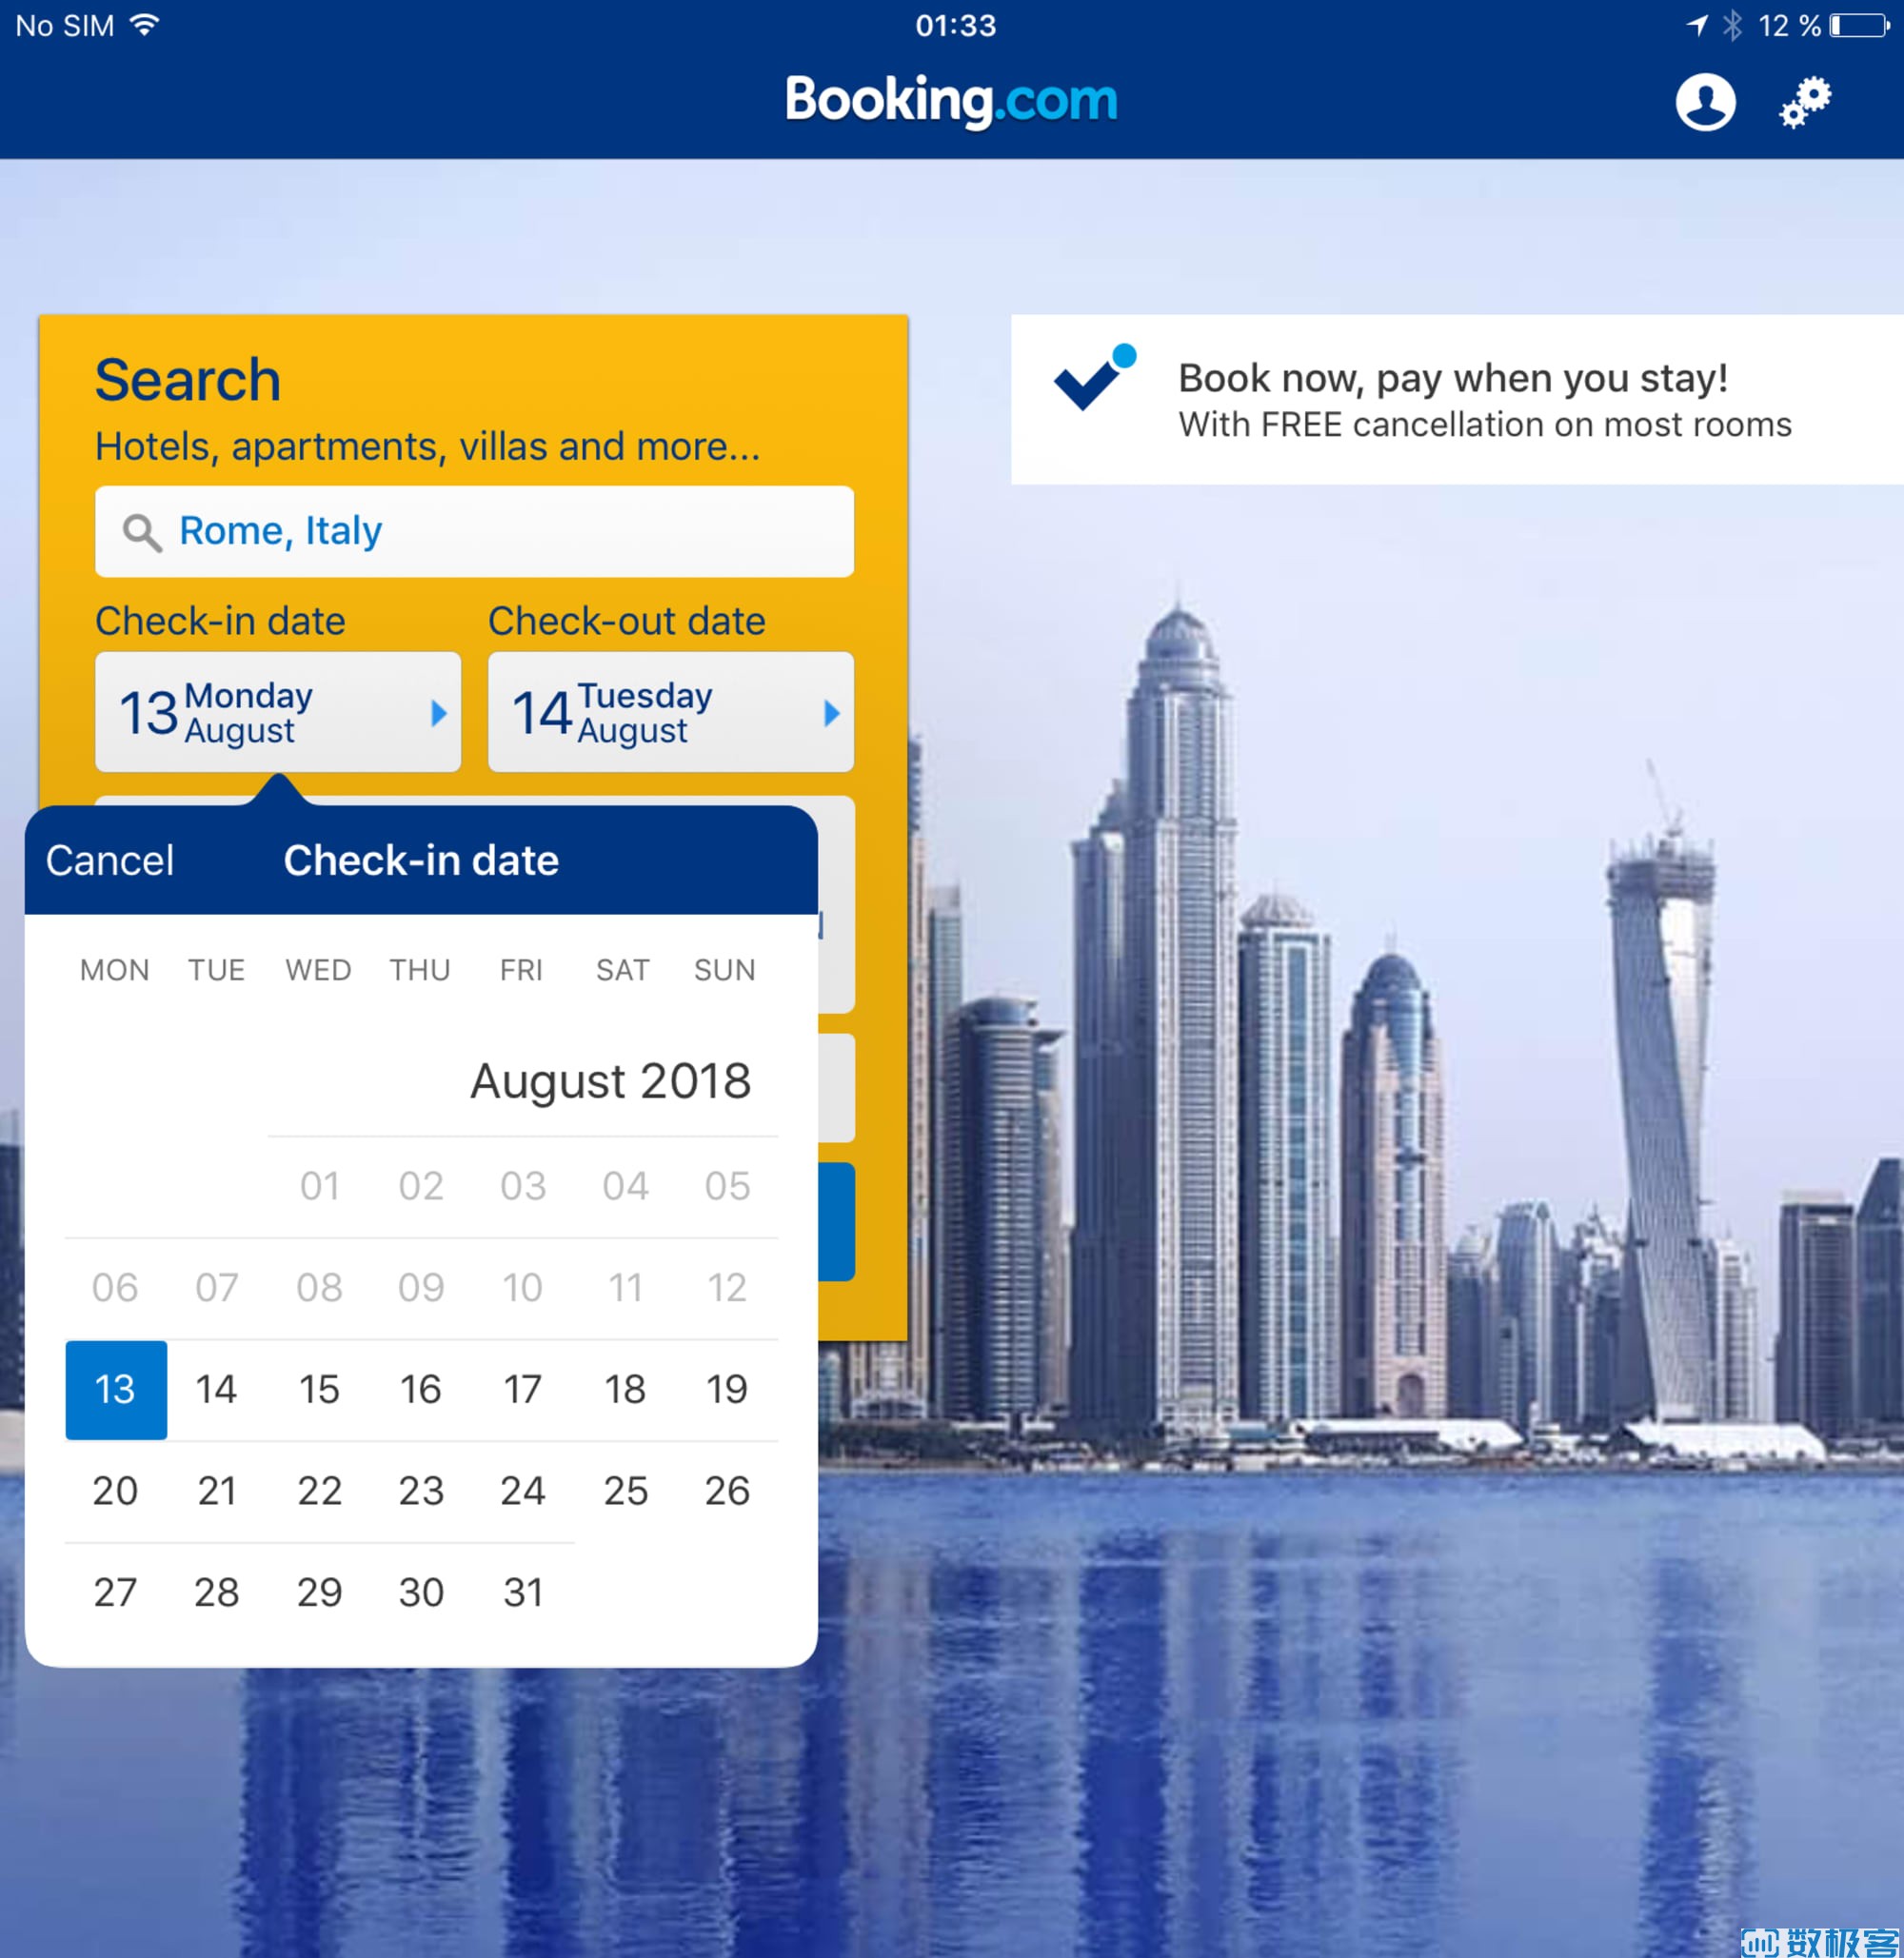 No SIM
01:33
12 %
Booking.com
Search
Hotels, apartments, villas and more...
Rome, Italy
Check-in date
Check-out date
13 Monday August
14 Tuesday August
Book now, pay when you stay!
With FREE cancellation on most rooms
Cancel
Check-in date
MON TUE WED THU FRI SAT SUN
August 2018
01 02 03 04 05
06 07 08 09 10 11 12
13 14 15 16 17 18 19
20 21 22 23 24 25 26
27 28 29 30 31
数极客